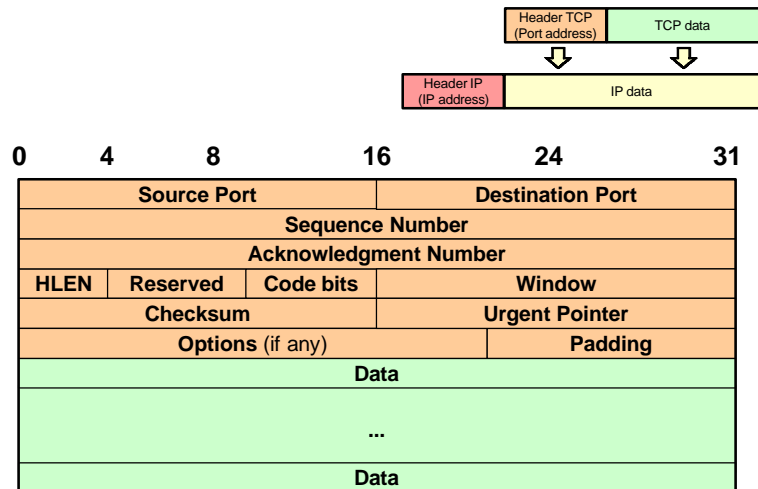 Header TCP
(Port address)
TCP data
Header IP
(IP address)
IP data
0 4 8 16 24 31
Source Port Destination Port
Sequence Number
Acknowledgment Number
HLEN Reserved Code bits Window
Checksum Urgent Pointer
Options (if any) Padding
Data
...
Data